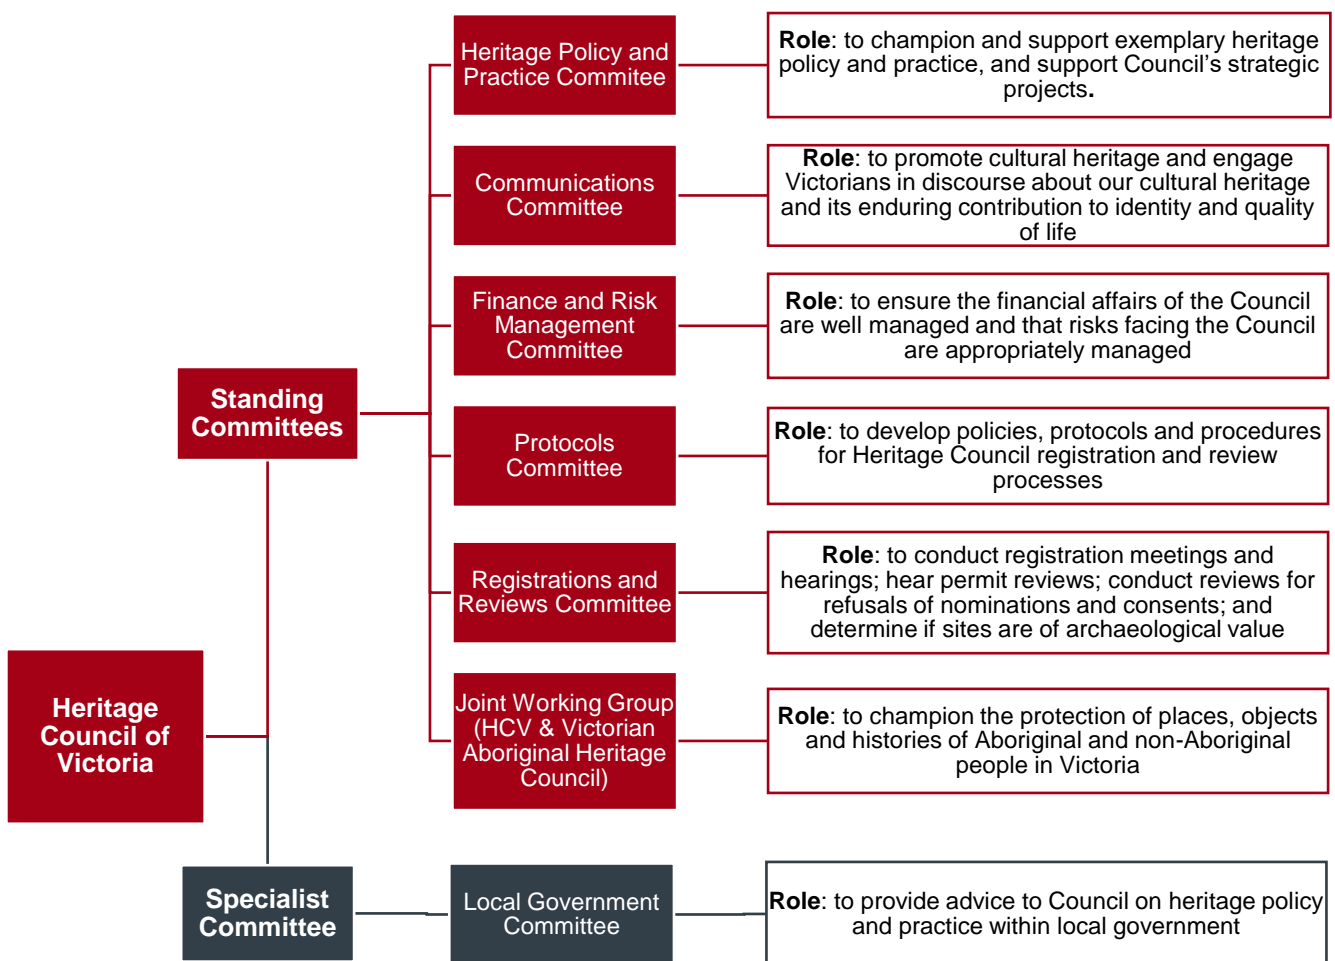 Heritage Policy and
Practice Commitee
Role: to champion and support exemplary heritage
policy and practice, and support Council’s strategic
projects.
Communications
Committee
Role: to promote cultural heritage and engage
Victorians in discourse about our cultural heritage
and its enduring contribution to identity and quality
of life
Finance and Risk
Management
Committee
Role: to ensure the financial affairs of the Council
are well managed and that risks facing the Council
are appropriately managed
Standing
Committees
Protocols
Committee
Role: to develop policies, protocols and procedures
for Heritage Council registration and review
processes
Registrations and
Reviews Committee
Role: to conduct registration meetings and
hearings; hear permit reviews; conduct reviews for
refusals of nominations and consents; and
determine if sites are of archaeological value
Heritage
Council of
Victoria
Joint Working Group
(HCV & Victorian
Aboriginal Heritage
Council)
Role: to champion the protection of places, objects
and histories of Aboriginal and non-Aboriginal
people in Victoria
Specialist
Committee
Local Government
Committee
Role: to provide advice to Council on heritage policy
and practice within local government